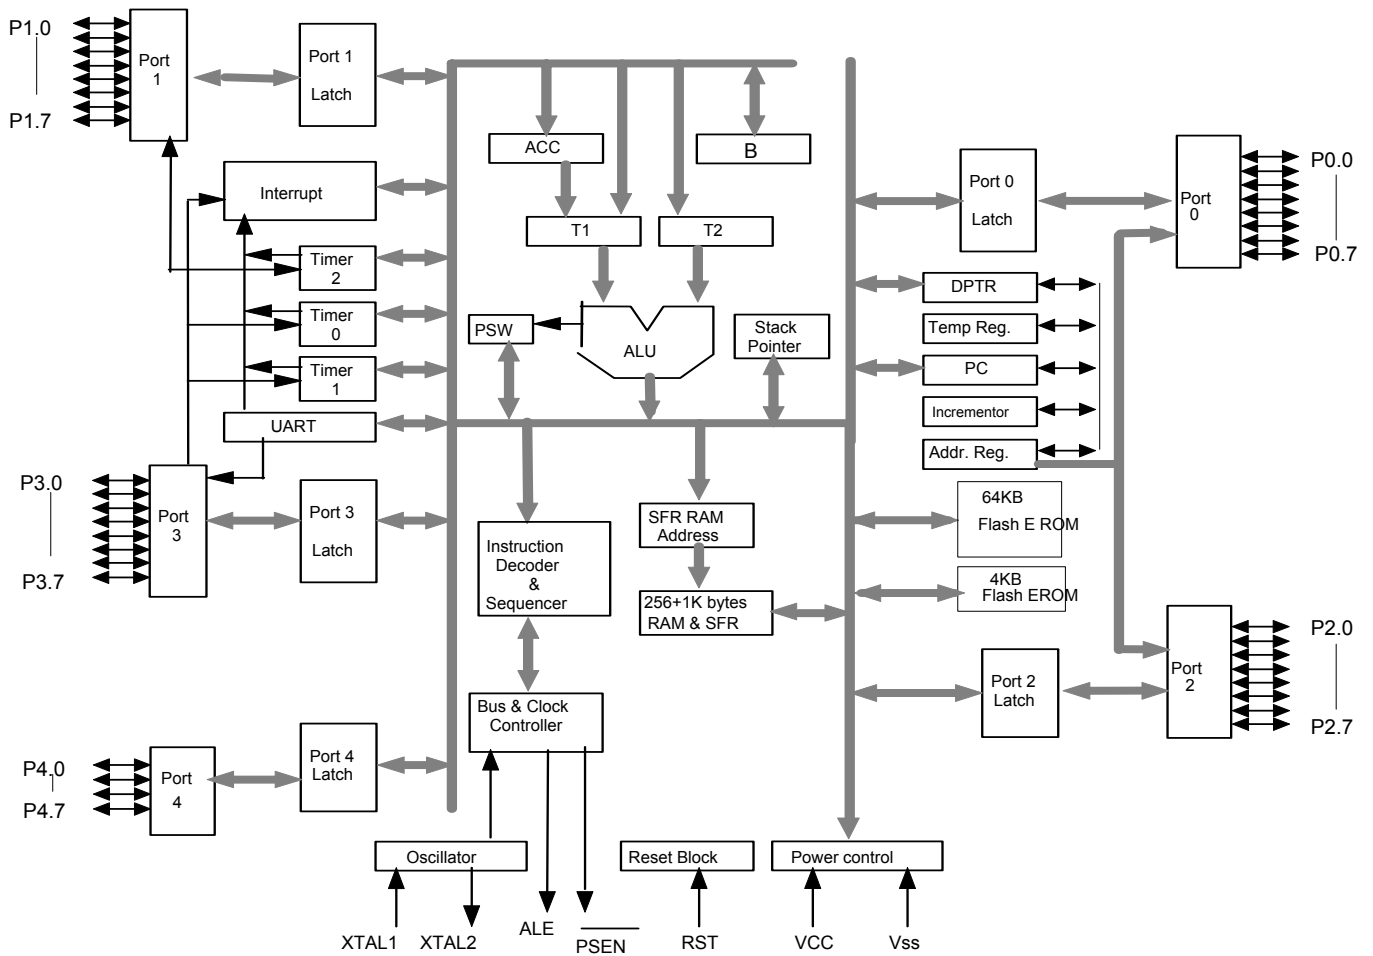 P1.0
P1.7
Port
1
Port 1
Latch
Interrupt
Timer
2
Timer
0
Timer
1
UART
P3.0
P3.7
Port
3
Port 3
Latch
P4.0
P4.7
Port
4
Port 4
Latch
ACC
B
T1
T2
PSW
ALU
Stack
Pointer
Instruction
Decoder
&
Sequencer
SFR RAM
Address
256+1K bytes
RAM & SFR
Bus & Clock
Controller
Oscillator
Reset Block
Power control
XTAL1
XTAL2
ALE
PSEN
RST
VCC
Vss
Port 0
Latch
Port
0
P0.0
P0.7
DPTR
Temp Reg.
PC
Incrementor
Addr. Reg.
64KB
Flash E ROM
4KB
Flash EROM
Port 2
Latch
Port
2
P2.0
P2.7